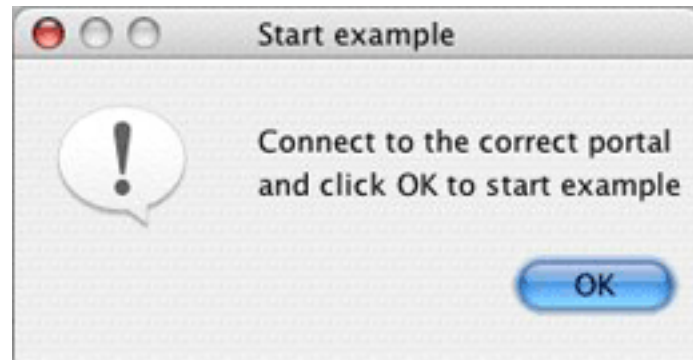 Start example
Connect to the correct portal
and click OK to start example
OK